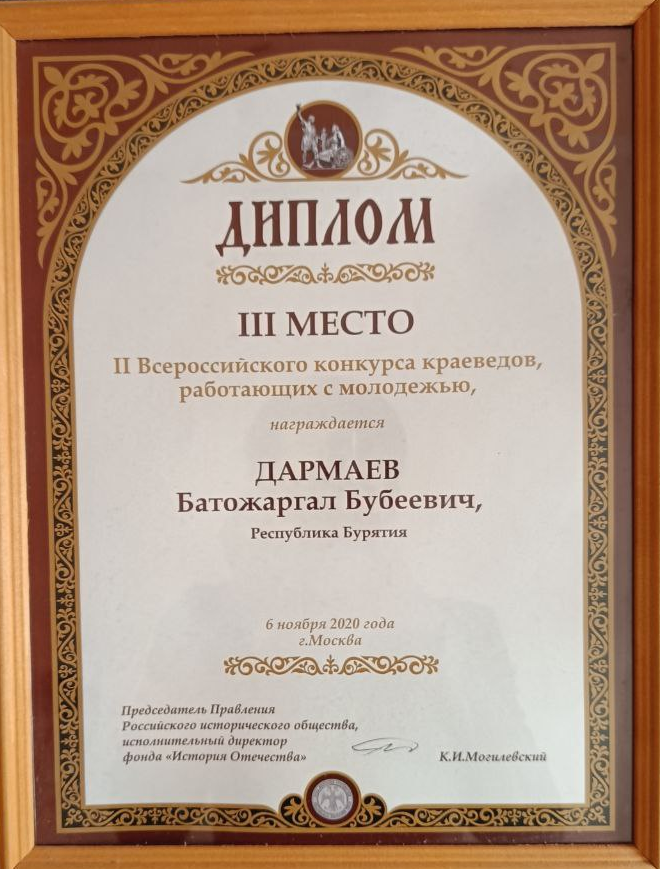 ДИПЛОМ
III МЕСТО
II Всероссийского конкурса краеведов,
работающих с молодежью,
награждается
ДАРМАЕВ
Батожаргал Бубеевич,
Республика Бурятия
6 ноября 2020 года
г.Москва
Председатель Правления
Российского исторического общества,
исполнительный директор
фонда «История Отечества»
К.И.Могилевский